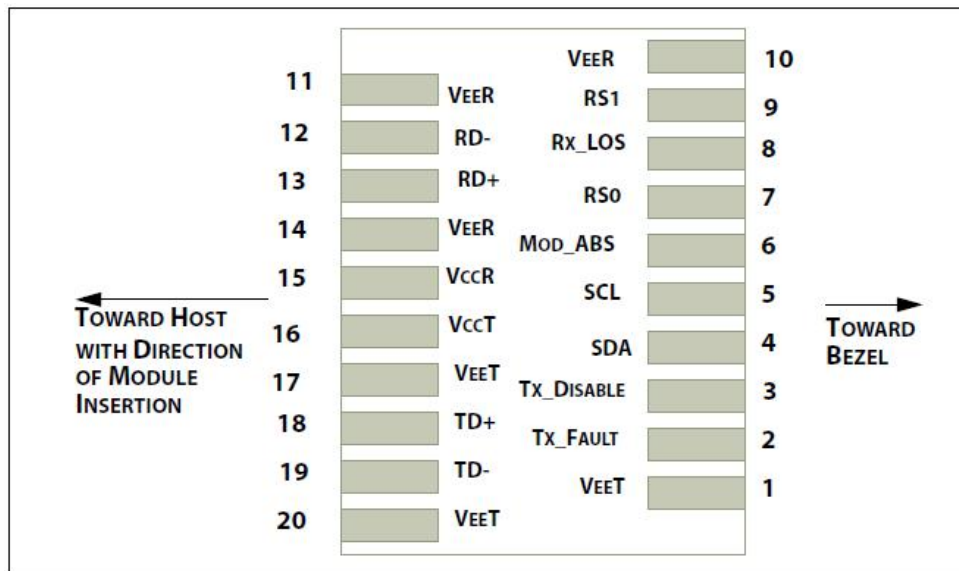 11 VEER
12 RD-
13 RD+
14 VEER
15 VCCR
16 VCCT
17 VEET
18 TD+
19 TD-
20 VEET
TOWARD HOST
WITH DIRECTION
OF MODULE
INSERTION
VEER 10
RS1 9
RX_LOS 8
RS0 7
MOD_ABS 6
SCL 5
SDA 4
TX_DISABLE 3
TX_FAULT 2
VEET 1
TOWARD
BEZEL